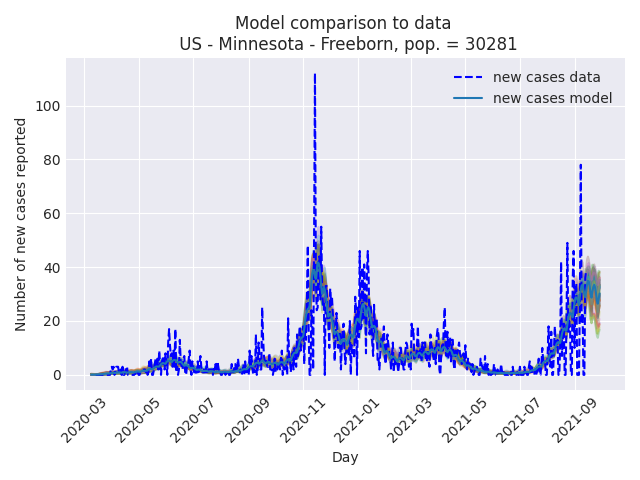 Model comparison to data
US - Minnesota - Freeborn, pop. = 30281
new cases data
new cases model
Number of new cases reported
100
80
60
40
20
0
2020-03
2020-05
2020-07
2020-09
2020-11
2021-01
2021-03
2021-05
2021-07
2021-09
Day